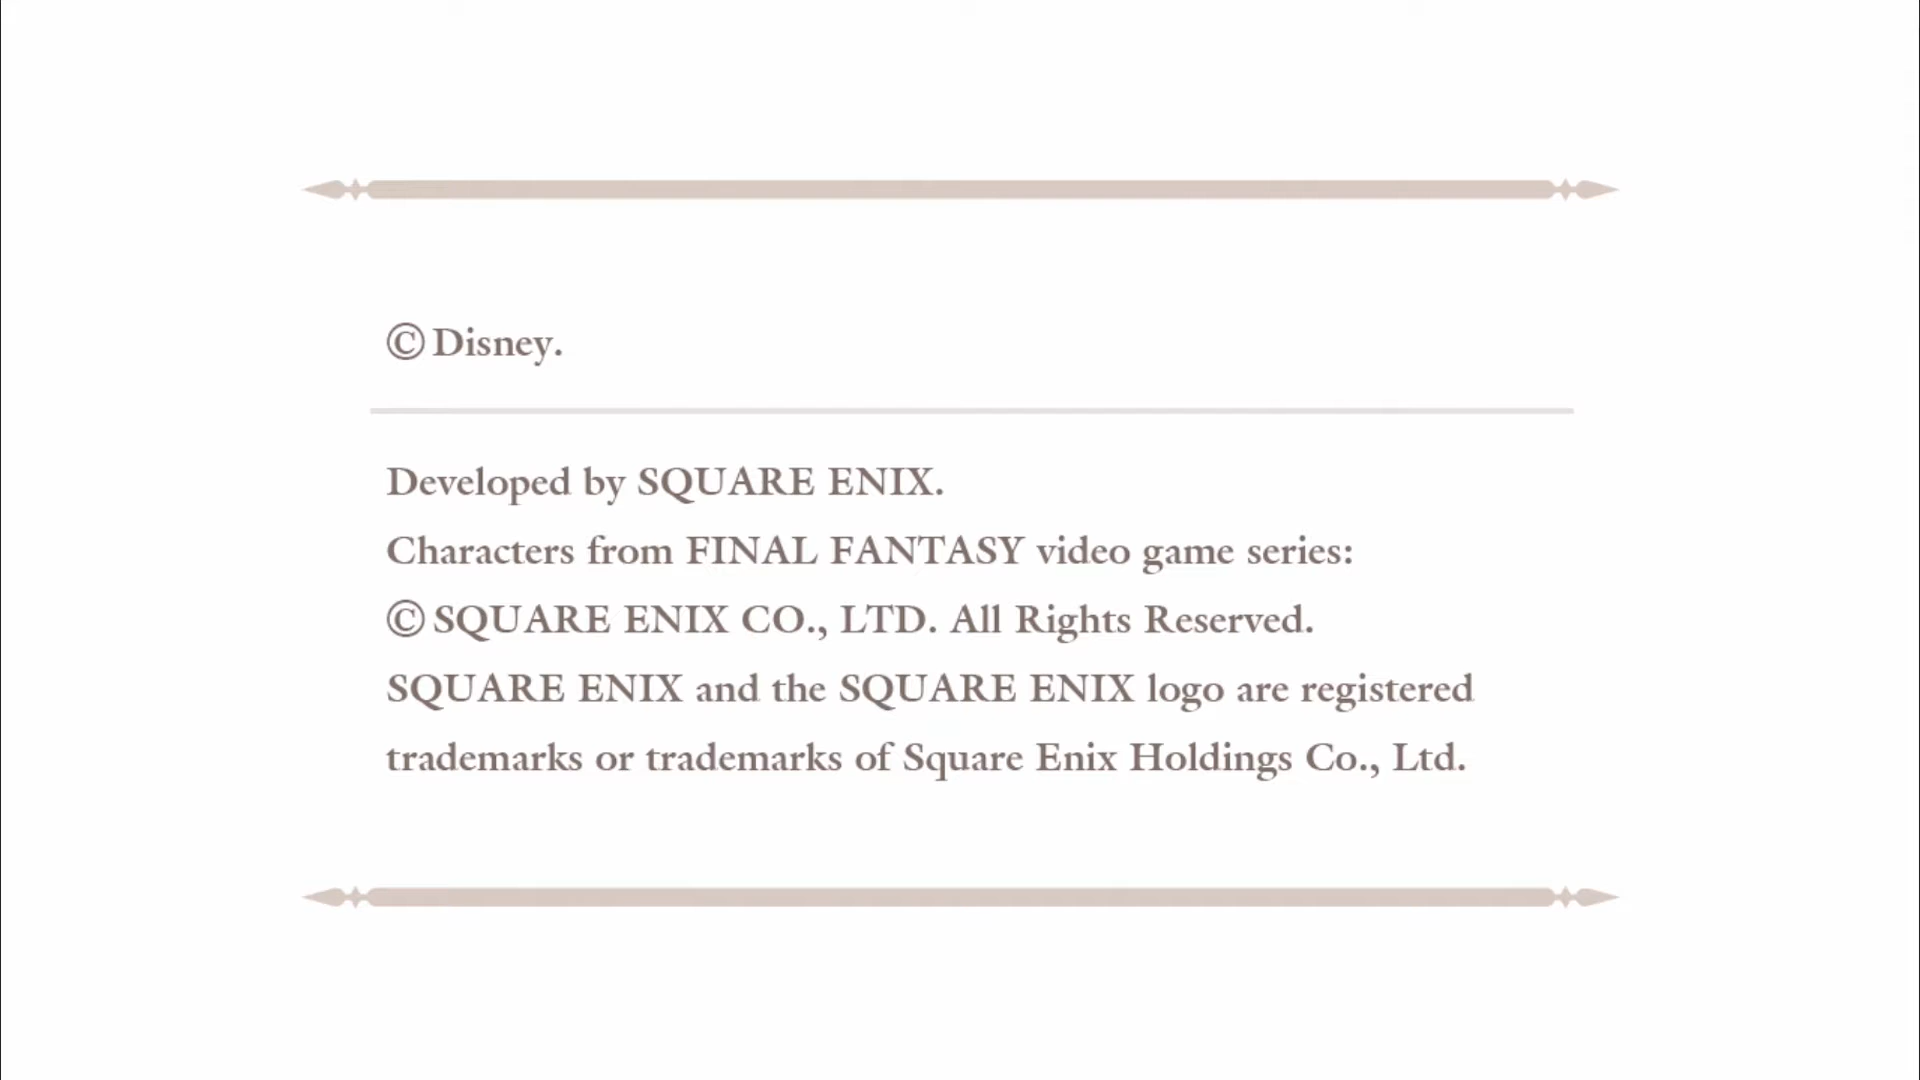 © Disney.
Developed by SQUARE ENIX.
Characters from FINAL FANTASY video game series:
© SQUARE ENIX CO., LTD. All Rights Reserved.
SQUARE ENIX and the SQUARE ENIX logo are registered
trademarks or trademarks of Square Enix Holdings Co., Ltd.